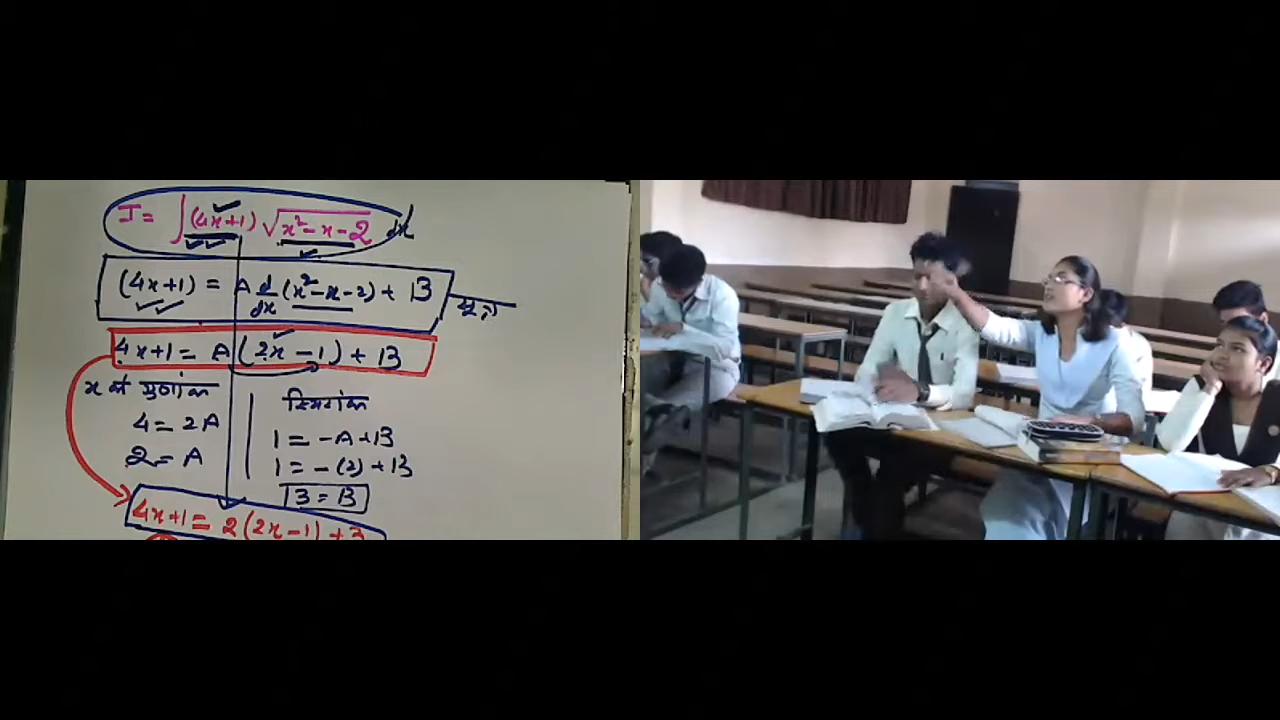 I = ∫(4x+1) √x²-x-2 dx
(4x+1) = A d/dx (x²-x-2) + B
सूत्र
4x+1 = A(2x-1) + B
x के गुणांक
स्थिरांक
4 = 2A
1 = -A+B
2 = A
1 = -(2)+B
3 = B
4x+1 = 2(2x-1)+3